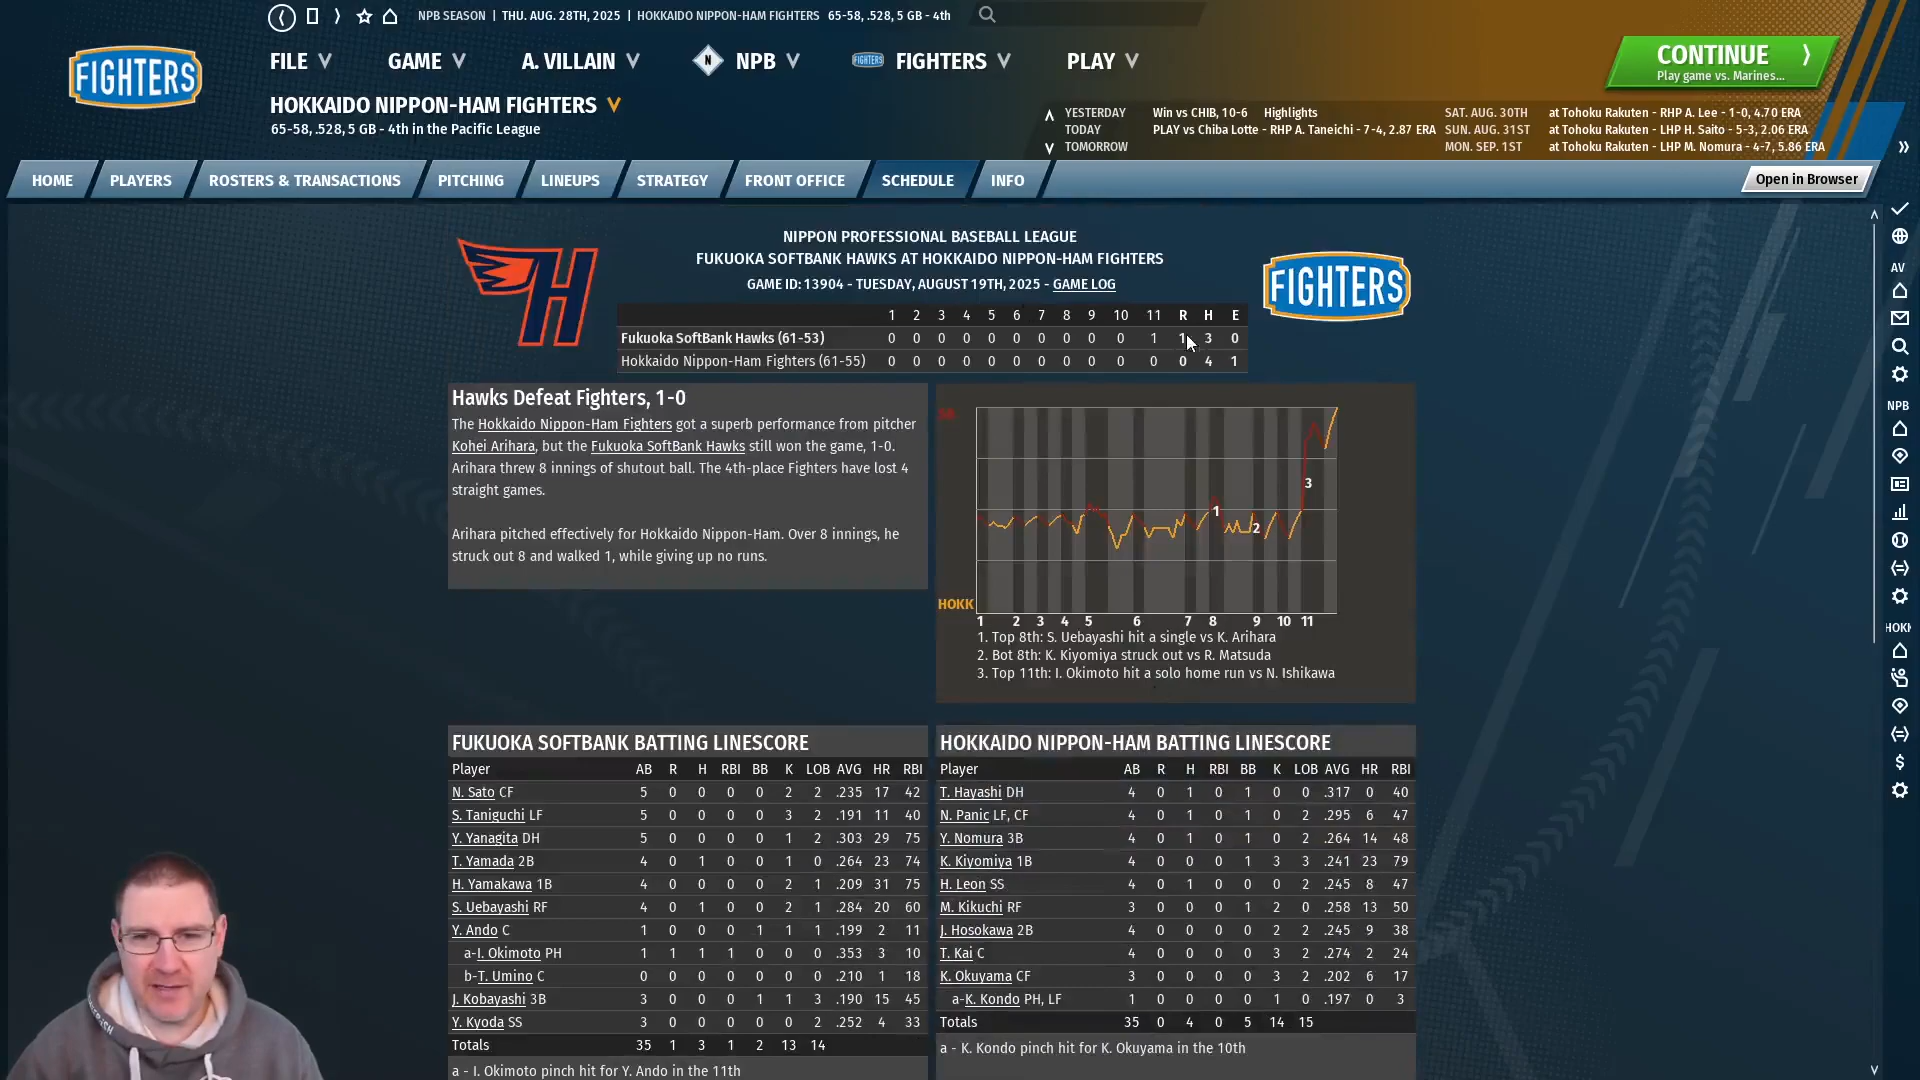 NPB SEASON | THU. AUG. 28TH, 2025 | HOKKAIDO NIPPON-HAM FIGHTERS 65-58, .528, 5 GB - 4th
FIGHTERS
FILE GAME A. VILLAIN N NPB FIGHTERS FIGHTERS PLAY
CONTINUE
Play game vs. Marines...
HOKKAIDO NIPPON-HAM FIGHTERS
65-58, .528, 5 GB - 4th in the Pacific League
YESTERDAY Win vs CHIB, 10-6 Highlights SAT. AUG. 30TH at Tohoku Rakuten - RHP A. Lee - 1-0, 4.70 ERA
TODAY PLAY vs Chiba Lotte - RHP A. Taneichi - 7-4, 2.87 ERA SUN. AUG. 31ST at Tohoku Rakuten - LHP H. Saito - 5-3, 2.06 ERA
TOMORROW MON. SEP. 1ST at Tohoku Rakuten - LHP M. Nomura - 4-7, 5.86 ERA
HOME PLAYERS ROSTERS & TRANSACTIONS PITCHING LINEUPS STRATEGY FRONT OFFICE SCHEDULE INFO Open in Browser
AV
NPB
HOKK
NIPPON PROFESSIONAL BASEBALL LEAGUE
FUKUOKA SOFTBANK HAWKS AT HOKKAIDO NIPPON-HAM FIGHTERS
GAME ID: 13904 - TUESDAY, AUGUST 19TH, 2025 - GAME LOG
H
FIGHTERS
1 2 3 4 5 6 7 8 9 10 11 R H E
Fukuoka SoftBank Hawks (61-53) 0 0 0 0 0 0 0 0 0 0 1 1 3 0
Hokkaido Nippon-Ham Fighters (61-55) 0 0 0 0 0 0 0 0 0 0 0 0 4 1
Hawks Defeat Fighters, 1-0
The Hokkaido Nippon-Ham Fighters got a superb performance from pitcher
Kohei Arihara, but the Fukuoka SoftBank Hawks still won the game, 1-0.
Arihara threw 8 innings of shutout ball. The 4th-place Fighters have lost 4
straight games.
Arihara pitched effectively for Hokkaido Nippon-Ham. Over 8 innings, he
struck out 8 and walked 1, while giving up no runs.
SB
1
2
3
HOKK
1 2 3 4 5 6 7 8 9 10 11
1. Top 8th: S. Uebayashi hit a single vs K. Arihara
2. Bot 8th: K. Kiyomiya struck out vs R. Matsuda
3. Top 11th: I. Okimoto hit a solo home run vs N. Ishikawa
FUKUOKA SOFTBANK BATTING LINESCORE
Player AB R H RBI BB K LOB AVG HR RBI
N. Sato CF 5 0 0 0 0 2 2 .235 17 42
S. Taniguchi LF 5 0 0 0 0 3 2 .191 11 40
Y. Yanagita DH 5 0 0 0 0 1 2 .303 29 75
T. Yamada 2B 4 0 1 0 0 1 0 .264 23 74
H. Yamakawa 1B 4 0 0 0 0 2 1 .209 31 75
S. Uebayashi RF 4 0 1 0 0 2 1 .284 20 60
Y. Ando C 1 0 0 0 1 1 1 .199 2 11
a-I. Okimoto PH 1 1 1 1 0 0 0 .353 3 10
b-T. Umino C 0 0 0 0 0 0 0 .210 1 18
J. Kobayashi 3B 3 0 0 0 1 1 3 .190 15 45
Y. Kyoda SS 3 0 0 0 0 0 2 .252 4 33
Totals 35 1 3 1 2 13 14
a - I. Okimoto pinch hit for Y. Ando in the 11th
HOKKAIDO NIPPON-HAM BATTING LINESCORE
Player AB R H RBI BB K LOB AVG HR RBI
T. Hayashi DH 4 0 1 0 1 0 0 .317 0 40
N. Panic LF, CF 4 0 1 0 1 0 2 .295 6 47
Y. Nomura 3B 4 0 1 0 1 0 2 .264 14 48
K. Kiyomiya 1B 4 0 0 0 1 3 3 .241 23 79
H. Leon SS 4 0 1 0 0 0 2 .245 8 47
M. Kikuchi RF 3 0 0 0 1 2 0 .258 13 50
J. Hosokawa 2B 4 0 0 0 0 2 2 .245 9 38
T. Kai C 4 0 0 0 0 3 2 .274 2 24
K. Okuyama CF 3 0 0 0 0 3 2 .202 6 17
a-K. Kondo PH, LF 1 0 0 0 0 1 0 .197 0 3
Totals 35 0 4 0 5 14 15
a - K. Kondo pinch hit for K. Okuyama in the 10th